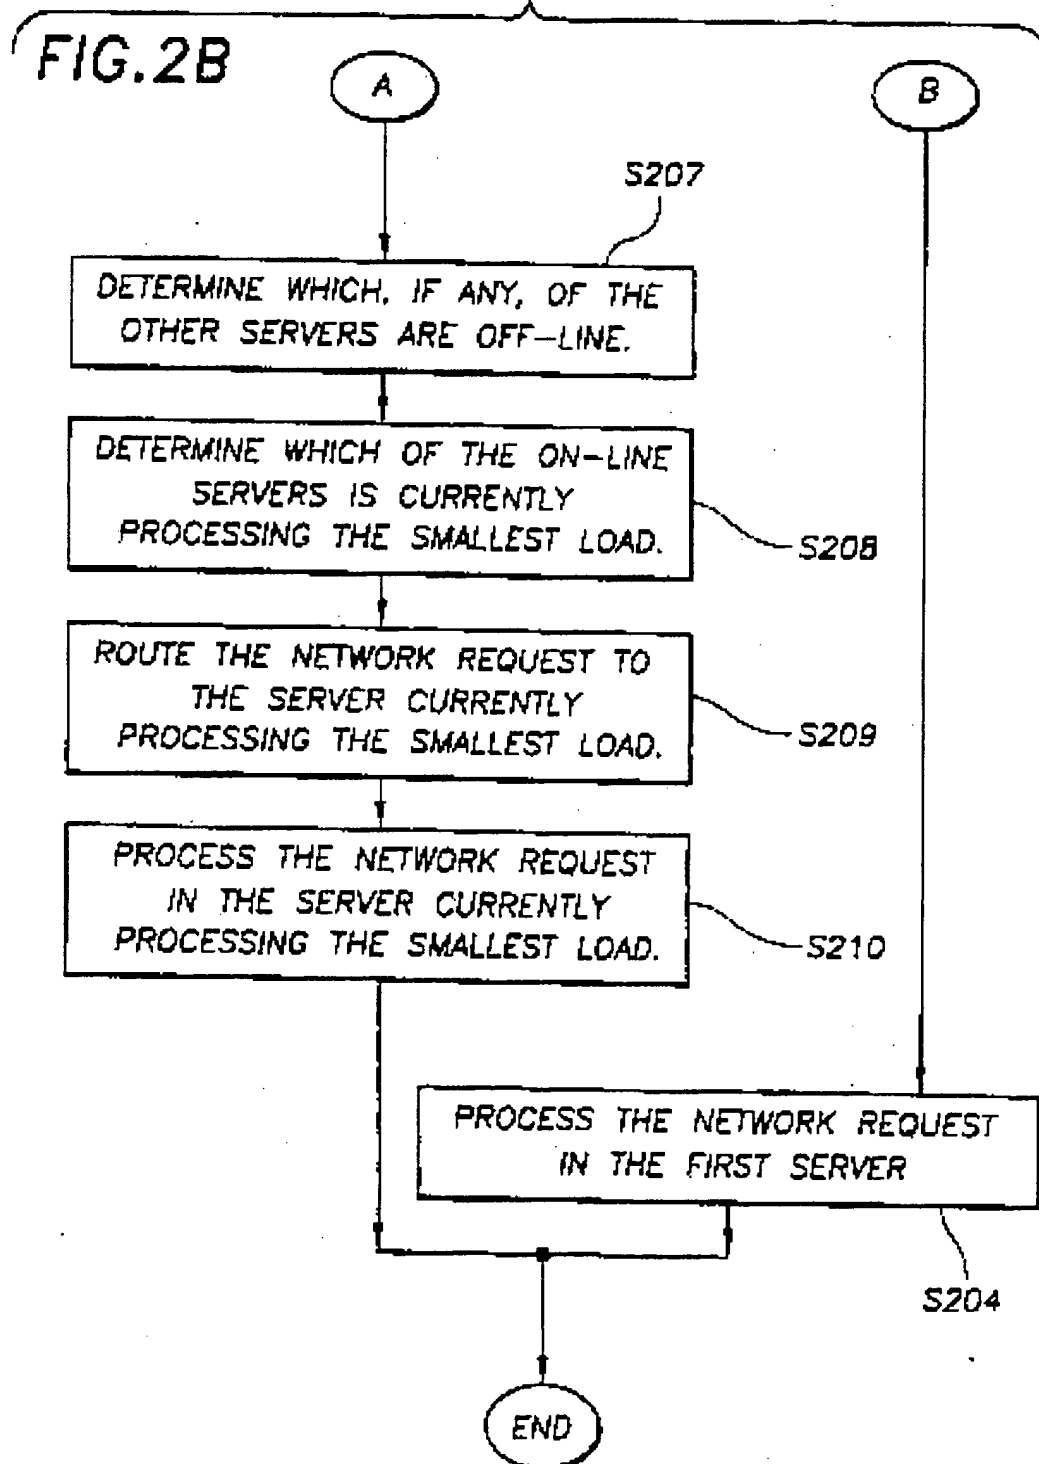 FIG.2B
A
B
S207
DETERMINE WHICH, IF ANY, OF THE
OTHER SERVERS ARE OFF-LINE.
DETERMINE WHICH OF THE ON-LINE
SERVERS IS CURRENTLY
PROCESSING THE SMALLEST LOAD.
S208
ROUTE THE NETWORK REQUEST TO
THE SERVER CURRENTLY
PROCESSING THE SMALLEST LOAD.
S209
PROCESS THE NETWORK REQUEST
IN THE SERVER CURRENTLY
PROCESSING THE SMALLEST LOAD.
S210
PROCESS THE NETWORK REQUEST
IN THE FIRST SERVER
S204
END